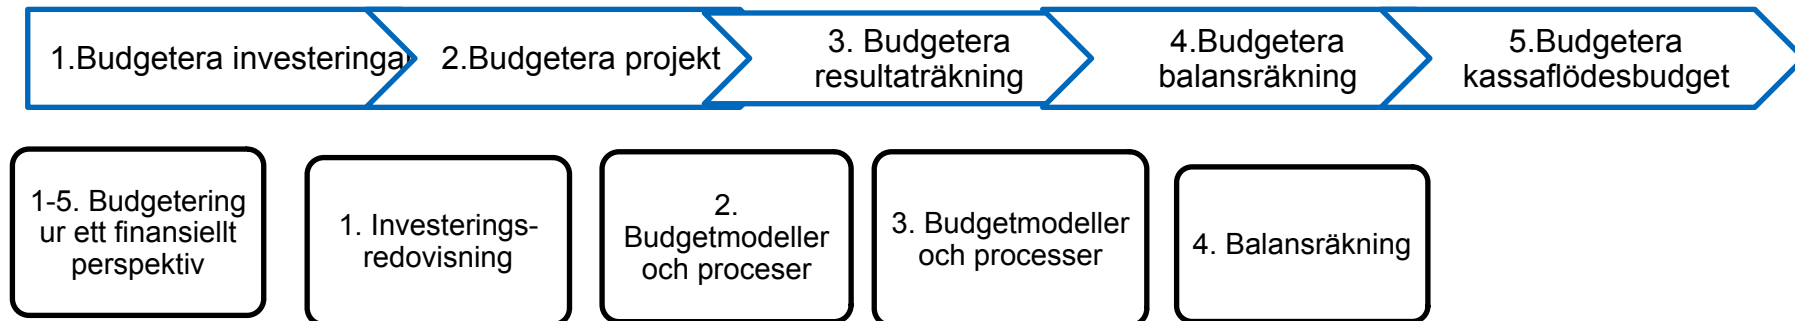 1.Budgetera investeringar
2.Budgetera projekt
3. Budgetera
resultaträkning
4.Budgetera
balansräkning
5.Budgetera
kassaflödesbudget
1-5. Budgetering
ur ett finansiellt
perspektiv
1. Investerings-
redovisning
2.
Budgetmodeller
och proceser
3. Budgetmodeller
och processer
4. Balansräkning